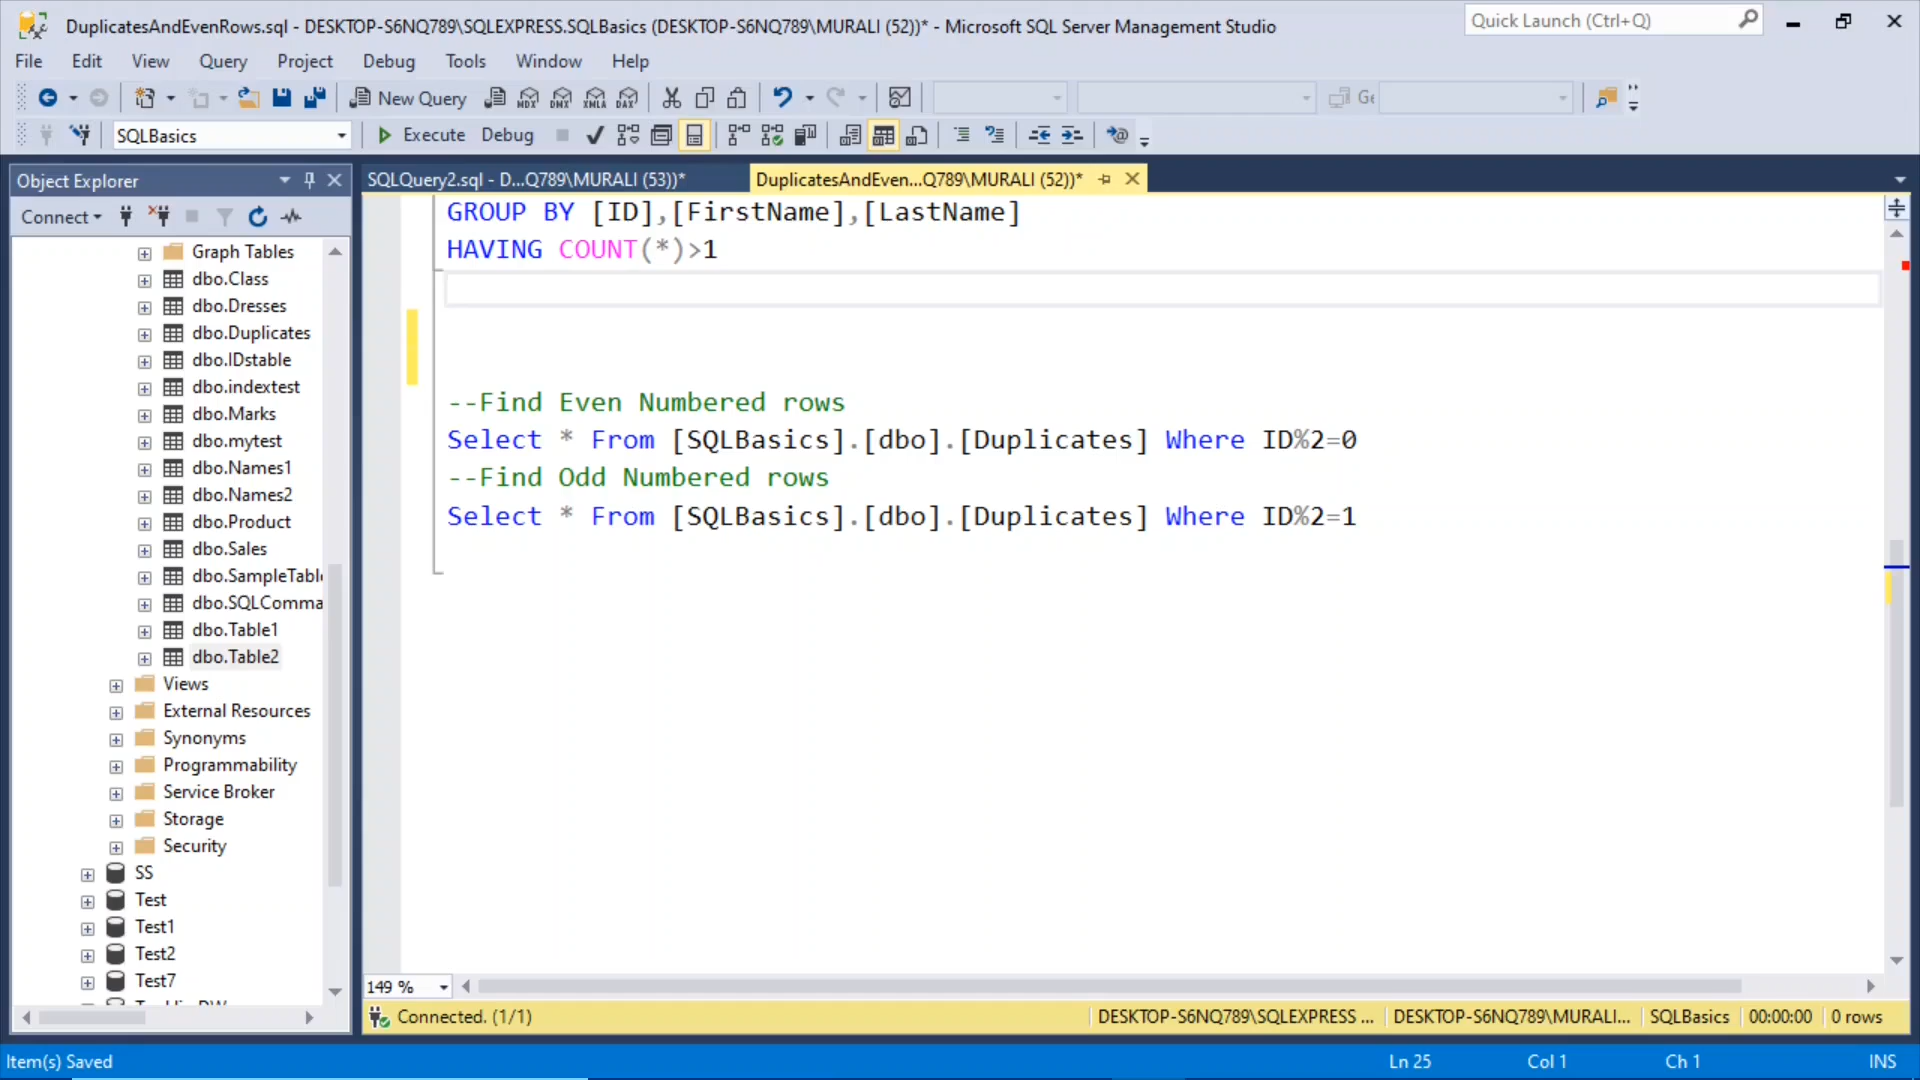 DuplicatesAndEvenRows.sql - DESKTOP-S6NQ789\SQLEXPRESS.SQLBasics (DESKTOP-S6NQ789\MURALI (52))* - Microsoft SQL Server Management Studio
Quick Launch (Ctrl+Q)
File Edit View Query Project Debug Tools Window Help
New Query MDX DMX XMLA DAX Ge
SQLBasics Execute Debug
Object Explorer
SQLQuery2.sql - D...Q789\MURALI (53))* DuplicatesAndEven...Q789\MURALI (52))*
Connect
Graph Tables
dbo.Class
dbo.Dresses
dbo.Duplicates
dbo.IDstable
dbo.indextest
dbo.Marks
dbo.mytest
dbo.Names1
dbo.Names2
dbo.Product
dbo.Sales
dbo.SampleTable
dbo.SQLComma
dbo.Table1
dbo.Table2
Views
External Resources
Synonyms
Programmability
Service Broker
Storage
Security
SS
Test
Test1
Test2
Test7
GROUP BY [ID],[FirstName],[LastName]
HAVING COUNT(*)>1
--Find Even Numbered rows
Select * From [SQLBasics].[dbo].[Duplicates] Where ID%2=0
--Find Odd Numbered rows
Select * From [SQLBasics].[dbo].[Duplicates] Where ID%2=1
149 %
Connected. (1/1) DESKTOP-S6NQ789\SQLEXPRESS ... DESKTOP-S6NQ789\MURALI... SQLBasics 00:00:00 0 rows
Item(s) Saved Ln 25 Col 1 Ch 1 INS